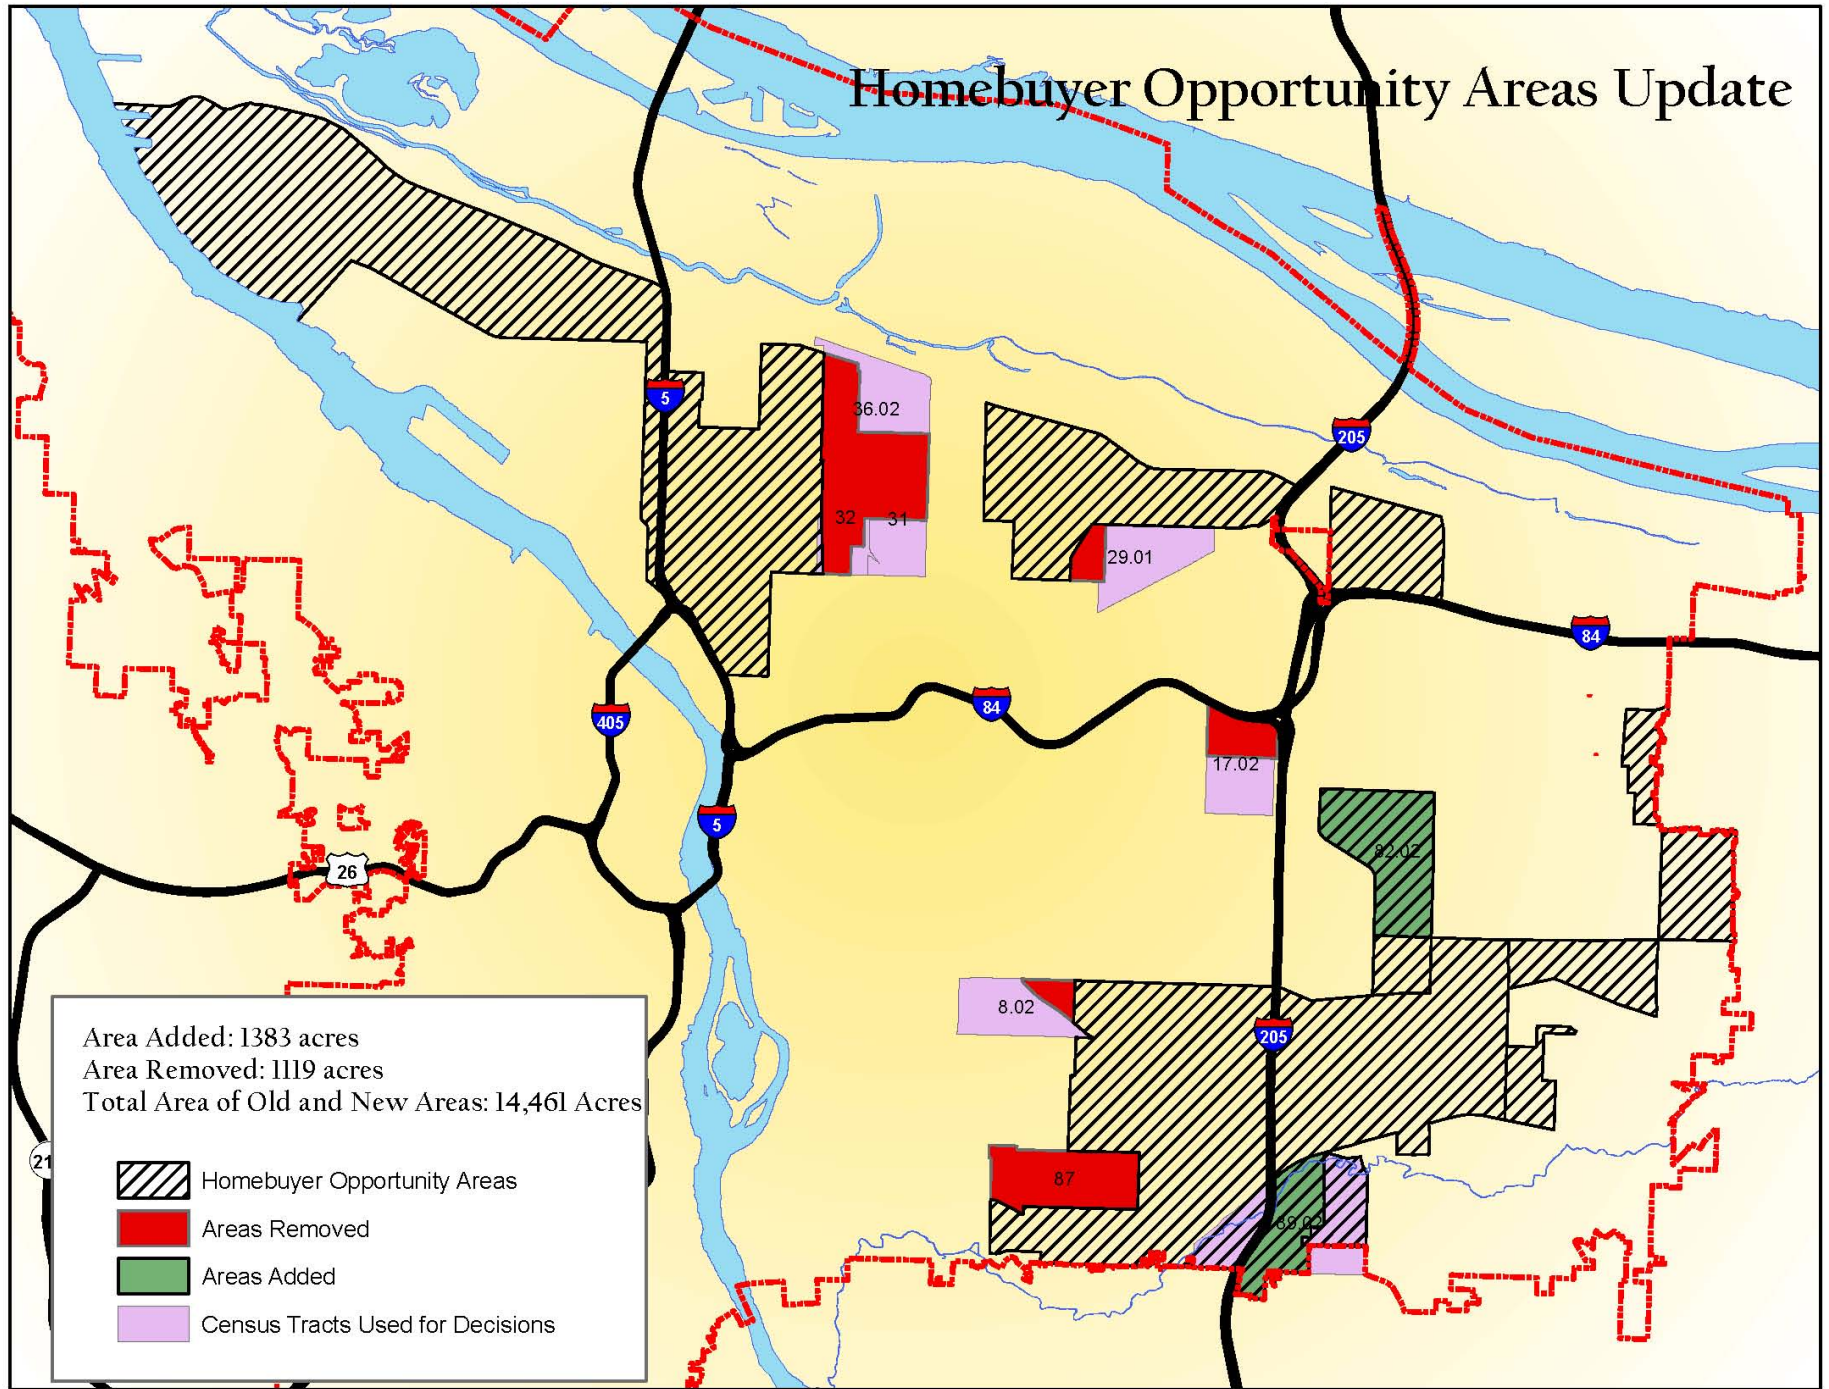 Homebuyer Opportunity Areas Update
5
36.02
205
32
31
29.01
84
405
84
17.02
5
82.02
26
8.02
205
Area Added: 1383 acres
Area Removed: 1119 acres
Total Area of Old and New Areas: 14,461 Acres
21
87
Homebuyer Opportunity Areas
89.02
Areas Removed
Areas Added
Census Tracts Used for Decisions